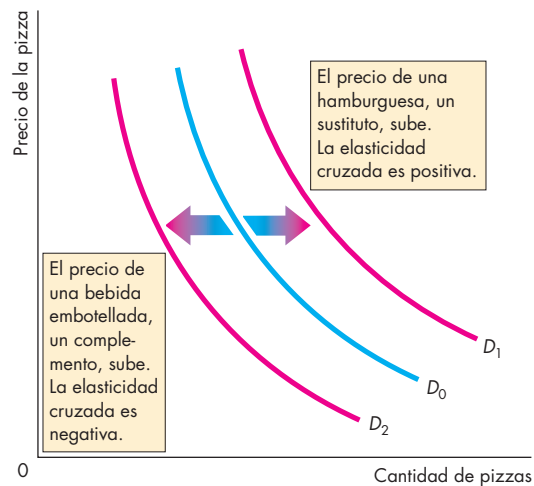 Precio de la pizza
El precio de una
hamburguesa, un
sustituto, sube.
La elasticidad
cruzada es positiva.
El precio de
una bebida
embotellada,
un comple-
mento, sube.
La elasticidad
cruzada es
negativa.
D₁
D₀
D₂
0
Cantidad de pizzas